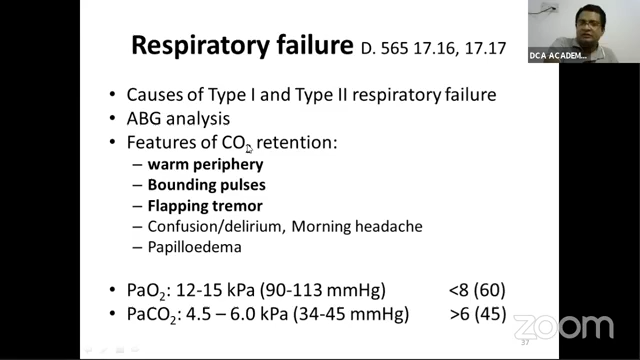 Respiratory failure D. 565 17.16, 17.17
DCA ACADEM...
• Causes of Type I and Type II respiratory failure
• ABG analysis
• Features of CO₂ retention:
– warm periphery
– Bounding pulses
– Flapping tremor
– Confusion/delirium, Morning headache
– Papilloedema
• PaO₂: 12-15 kPa (90-113 mmHg) <8 (60)
• PaCO₂: 4.5 – 6.0 kPa (34-45 mmHg) >6 (45)
zoom
37